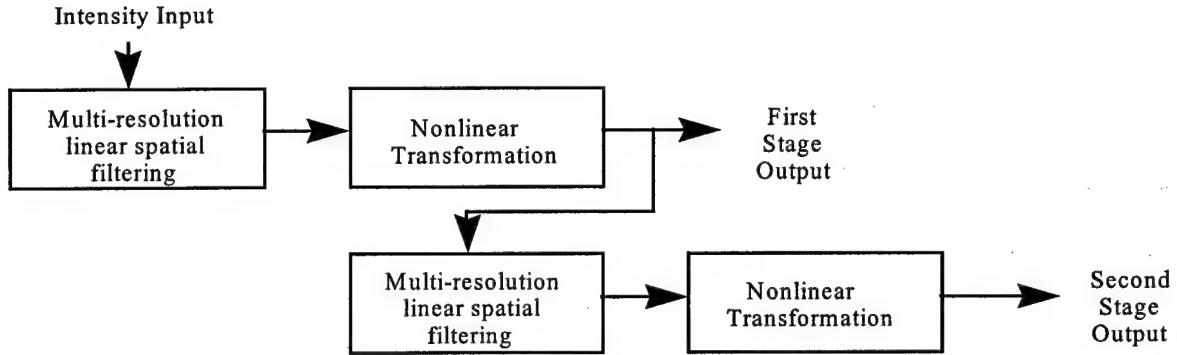 Intensity Input
Multi-resolution
linear spatial
filtering
Nonlinear
Transformation
First
Stage
Output
Multi-resolution
linear spatial
filtering
Nonlinear
Transformation
Second
Stage
Output